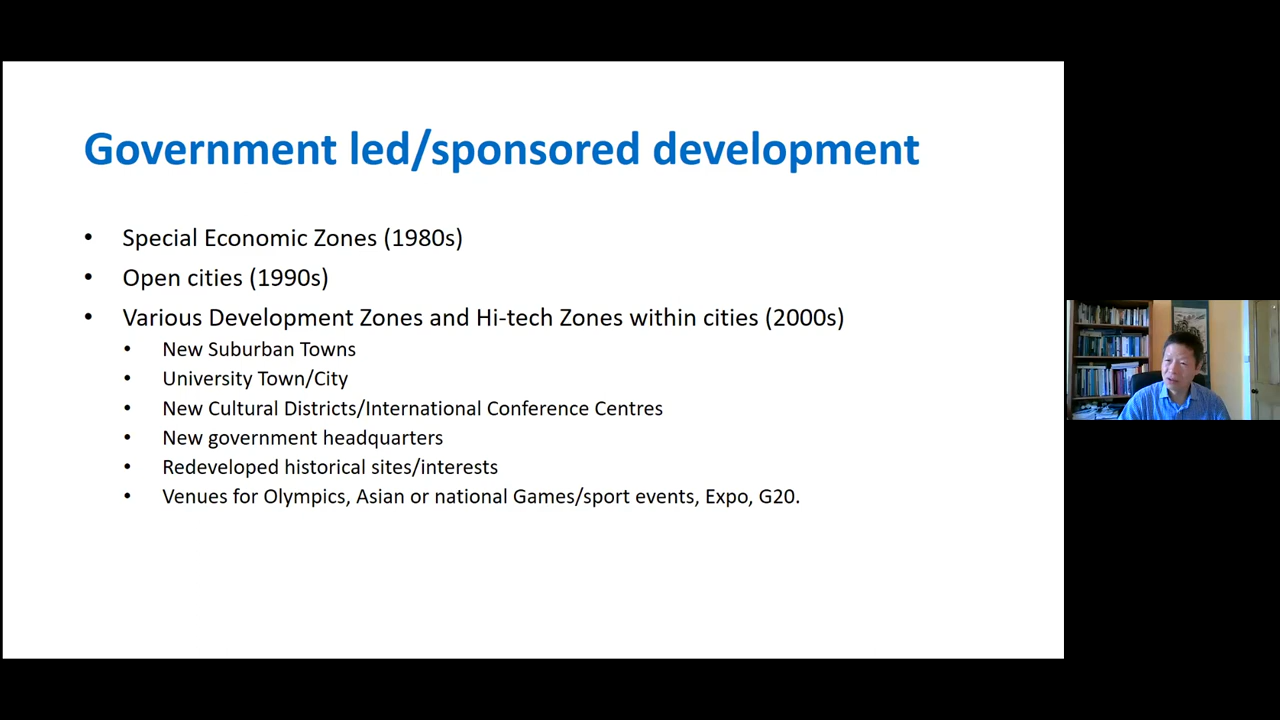 Government led/sponsored development
• Special Economic Zones (1980s)
• Open cities (1990s)
• Various Development Zones and Hi-tech Zones within cities (2000s)
• New Suburban Towns
• University Town/City
• New Cultural Districts/International Conference Centres
• New government headquarters
• Redeveloped historical sites/interests
• Venues for Olympics, Asian or national Games/sport events, Expo, G20.